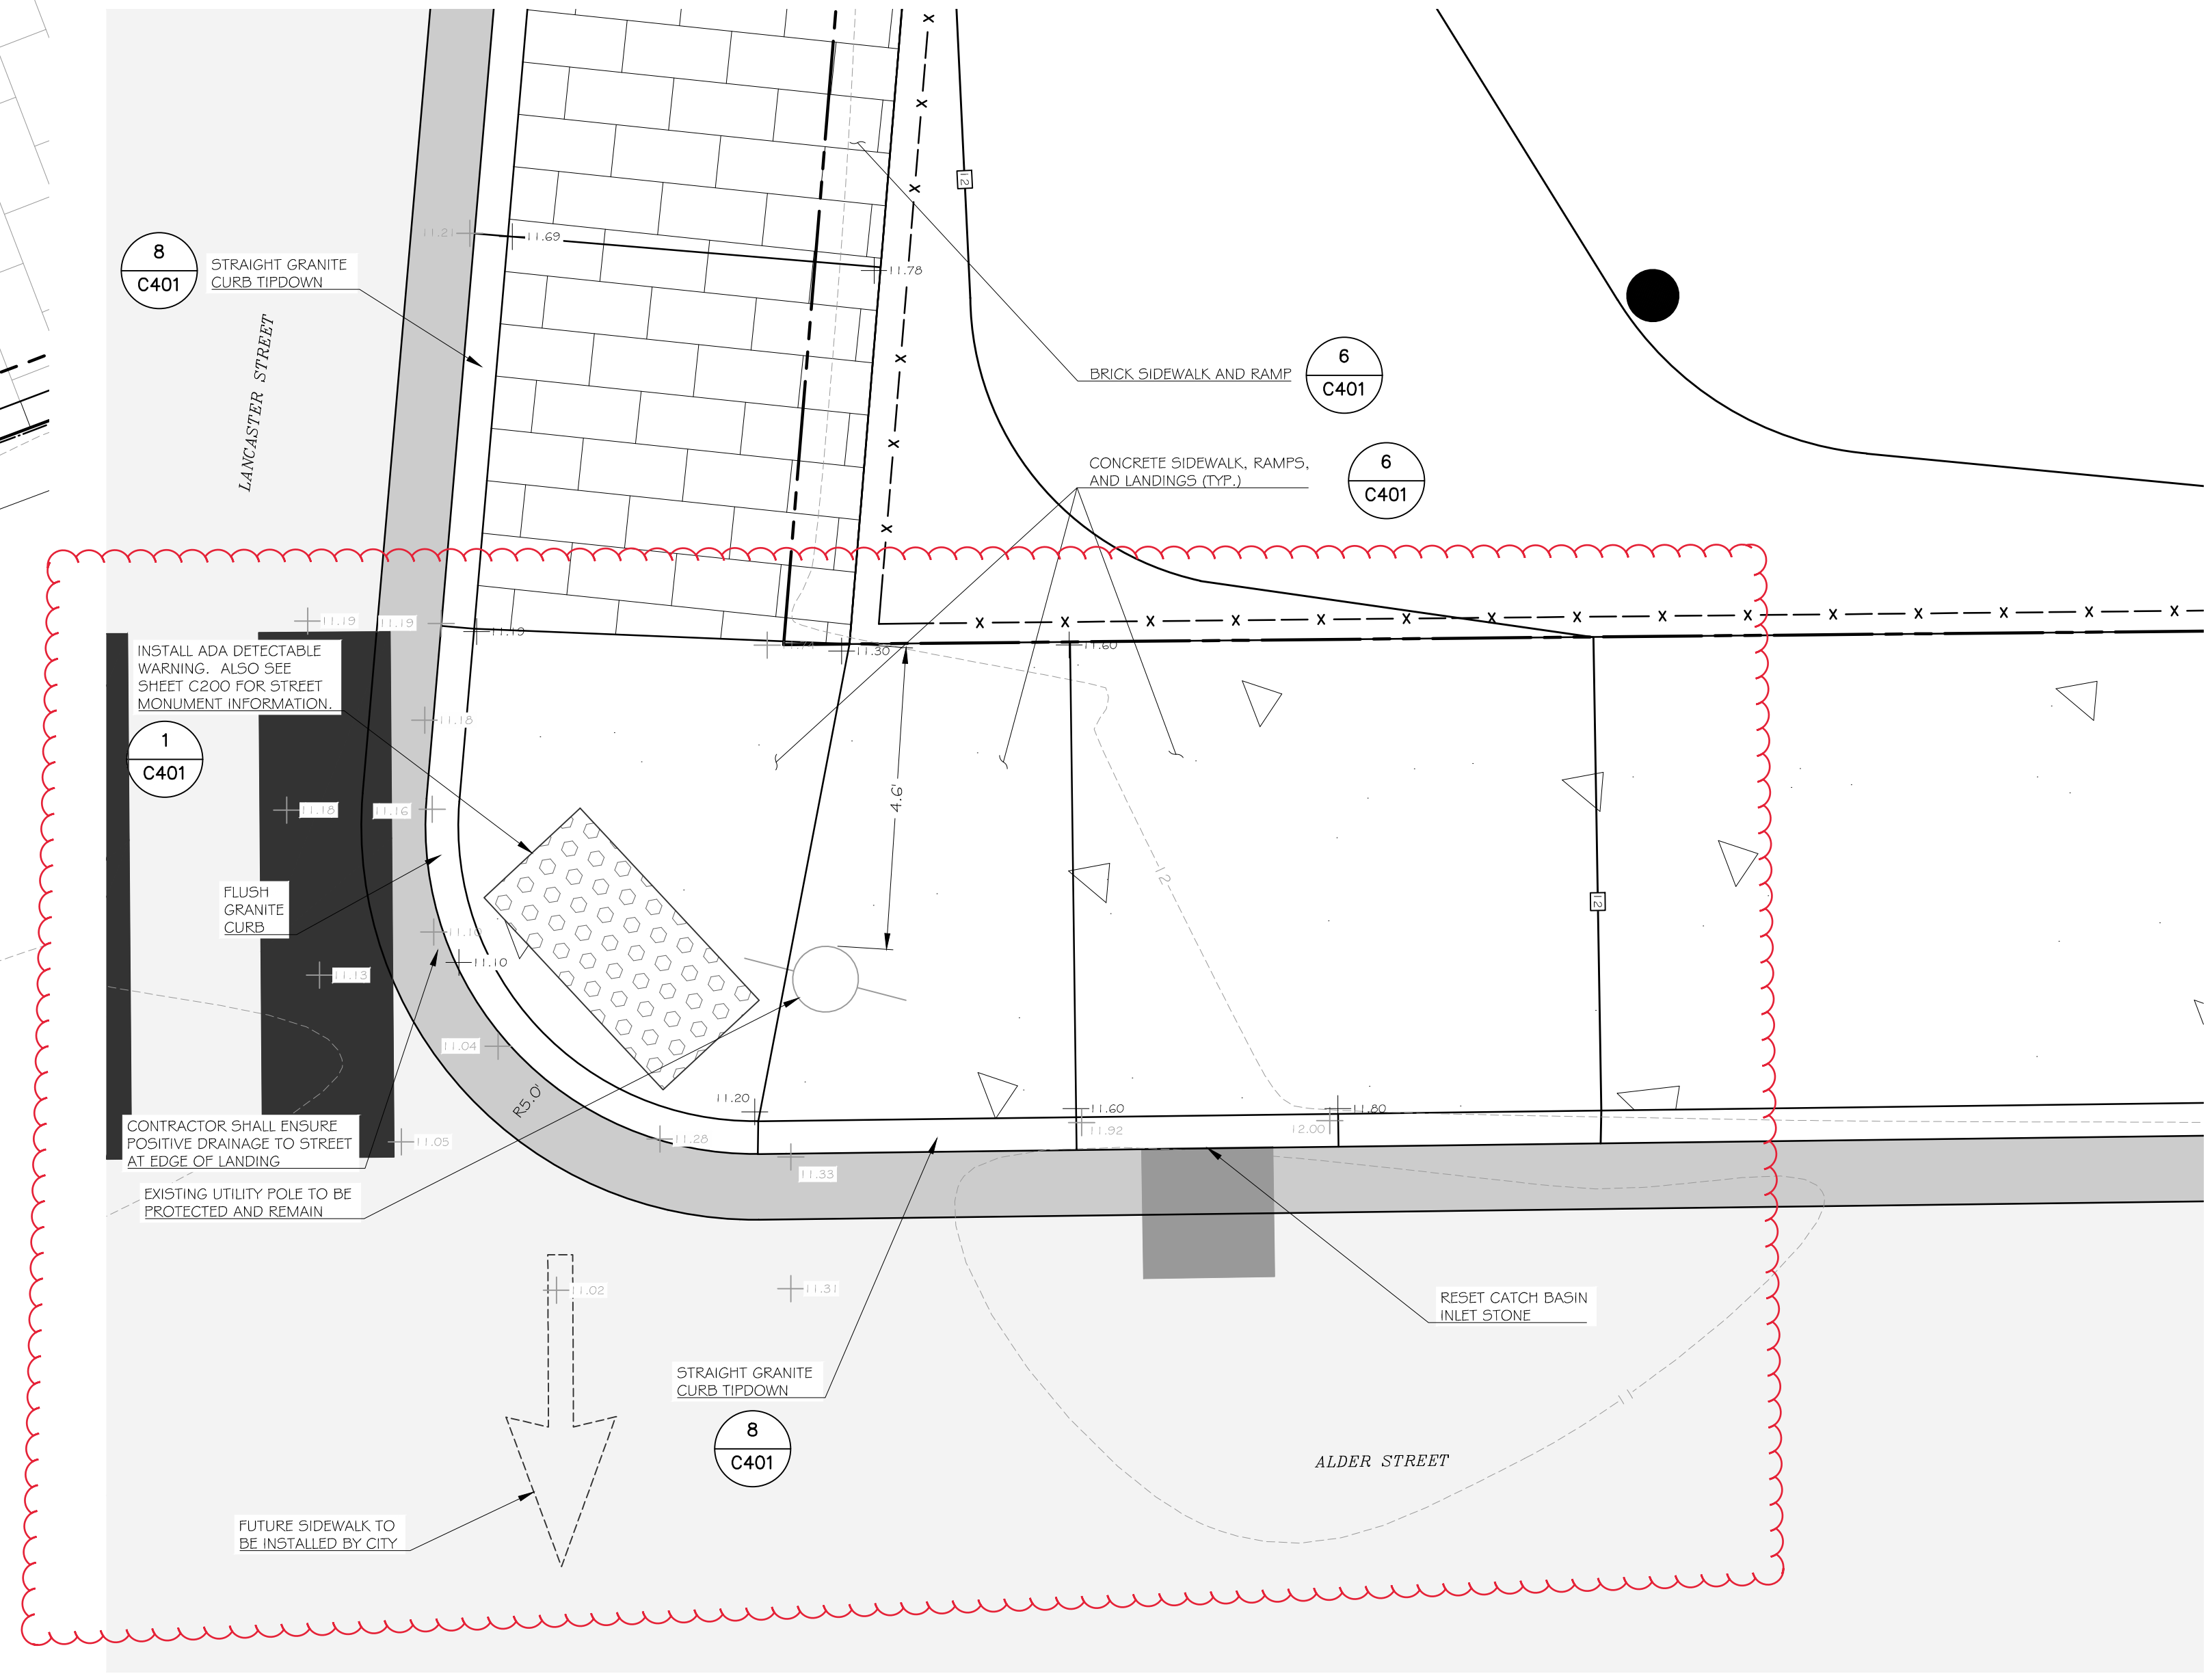 12
11.21
11.69
11.78
8
C401
STRAIGHT GRANITE
CURB TIPDOWN
LANCASTER STREET
BRICK SIDEWALK AND RAMP
6
C401
CONCRETE SIDEWALK, RAMPS,
AND LANDINGS (TYP.)
6
C401
11.19
11.19
11.19
11.30
11.60
INSTALL ADA DETECTABLE
WARNING. ALSO SEE
SHEET C200 FOR STREET
MONUMENT INFORMATION.
11.18
1
C401
11.18
11.16
4.6'
12
12
FLUSH
GRANITE
CURB
11.10
11.10
11.13
11.04
R5.0'
11.20
11.60
11.80
11.92
12.00
CONTRACTOR SHALL ENSURE
POSITIVE DRAINAGE TO STREET
AT EDGE OF LANDING
11.05
11.28
11.33
EXISTING UTILITY POLE TO BE
PROTECTED AND REMAIN
11.02
11.31
RESET CATCH BASIN
INLET STONE
STRAIGHT GRANITE
CURB TIPDOWN
11
8
C401
ALDER STREET
FUTURE SIDEWALK TO
BE INSTALLED BY CITY
X X X X X X X X X X X X X X X X X X X X X X